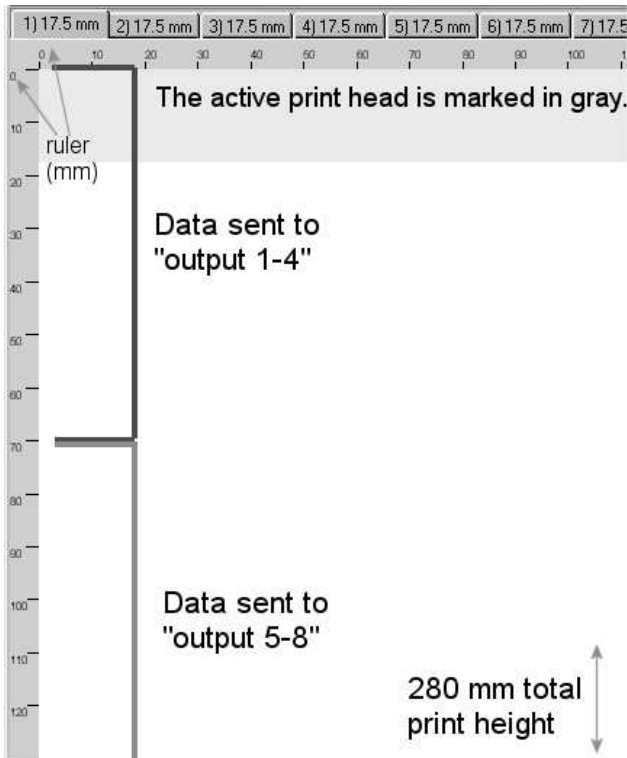 1) 17.5 mm 2) 17.5 mm 3) 17.5 mm 4) 17.5 mm 5) 17.5 mm 6) 17.5 mm 7) 17.5
0 10 20 30 40 50 60 70 80 90 100
0
The active print head is marked in gray.
10
ruler
(mm)
20
Data sent to
30
"output 1-4"
40
50
60
70
80
90
100
Data sent to
"output 5-8"
110
280 mm total
120
print height